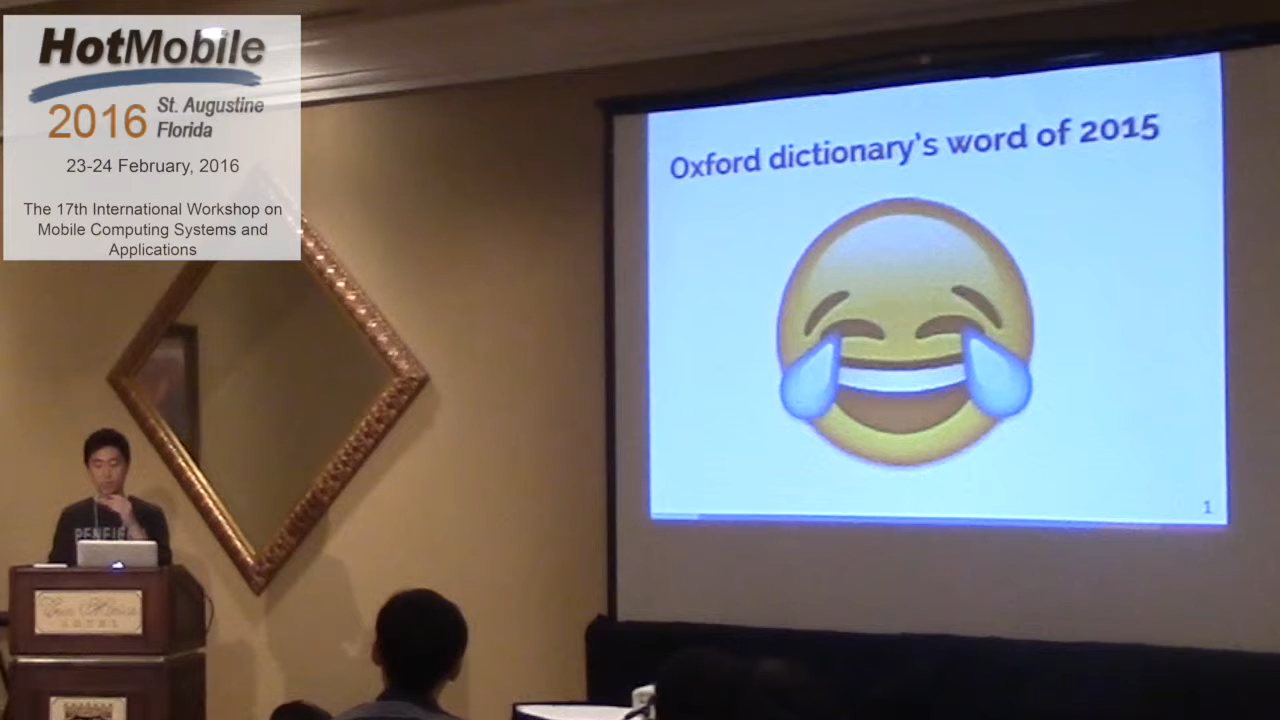 HotMobile
2016 St. Augustine
Florida
23-24 February, 2016
The 17th International Workshop on
Mobile Computing Systems and
Applications
Oxford dictionary's word of 2015
1
HOTEL